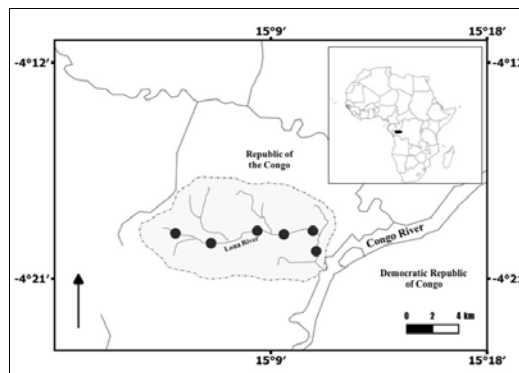 15°9'
15°18'
-4°12'
-4°12'
Republic of
the Congo
Loua River
Congo River
Democratic Republic
of Congo
-4°21'
-4°21'
0 2 4 km
15°9'
15°18'